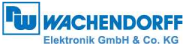 WACHENDORFF
Elektronik GmbH & Co. KG